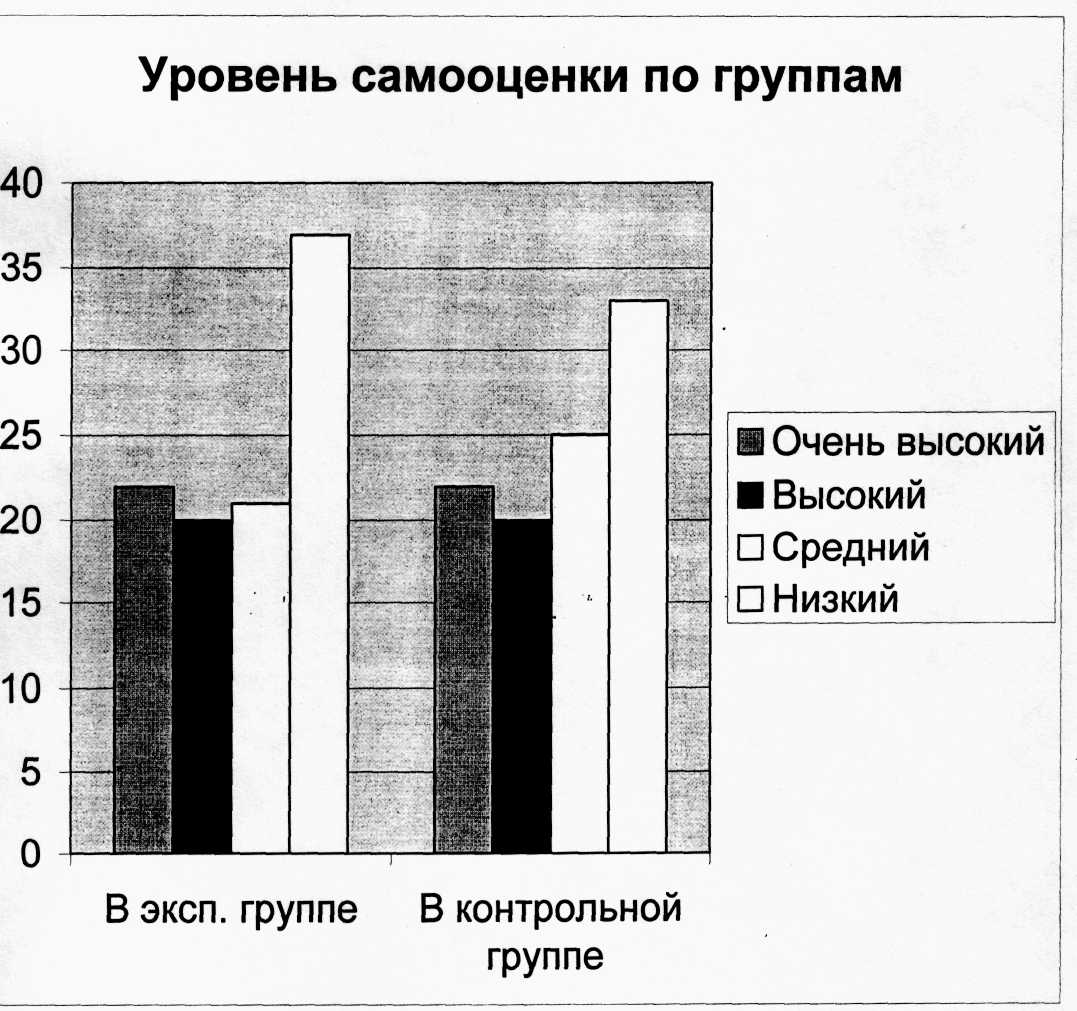 Уровень самооценки по группам
40
35
30
25
20
15
10
5
0
В эксп. группе
В контрольной
группе
Очень высокий
Высокий
Средний
Низкий